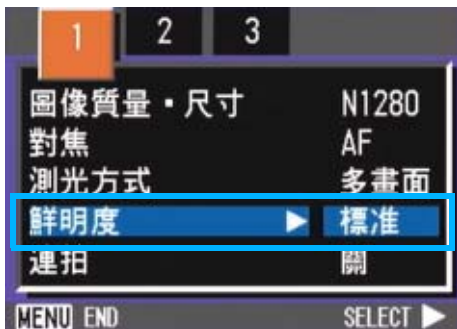 1 2 3
圖像質量・尺寸 N1280
對焦 AF
測光方式 多畫面
鮮明度 ▶ 標准
連拍 關
MENU END SELECT ▶